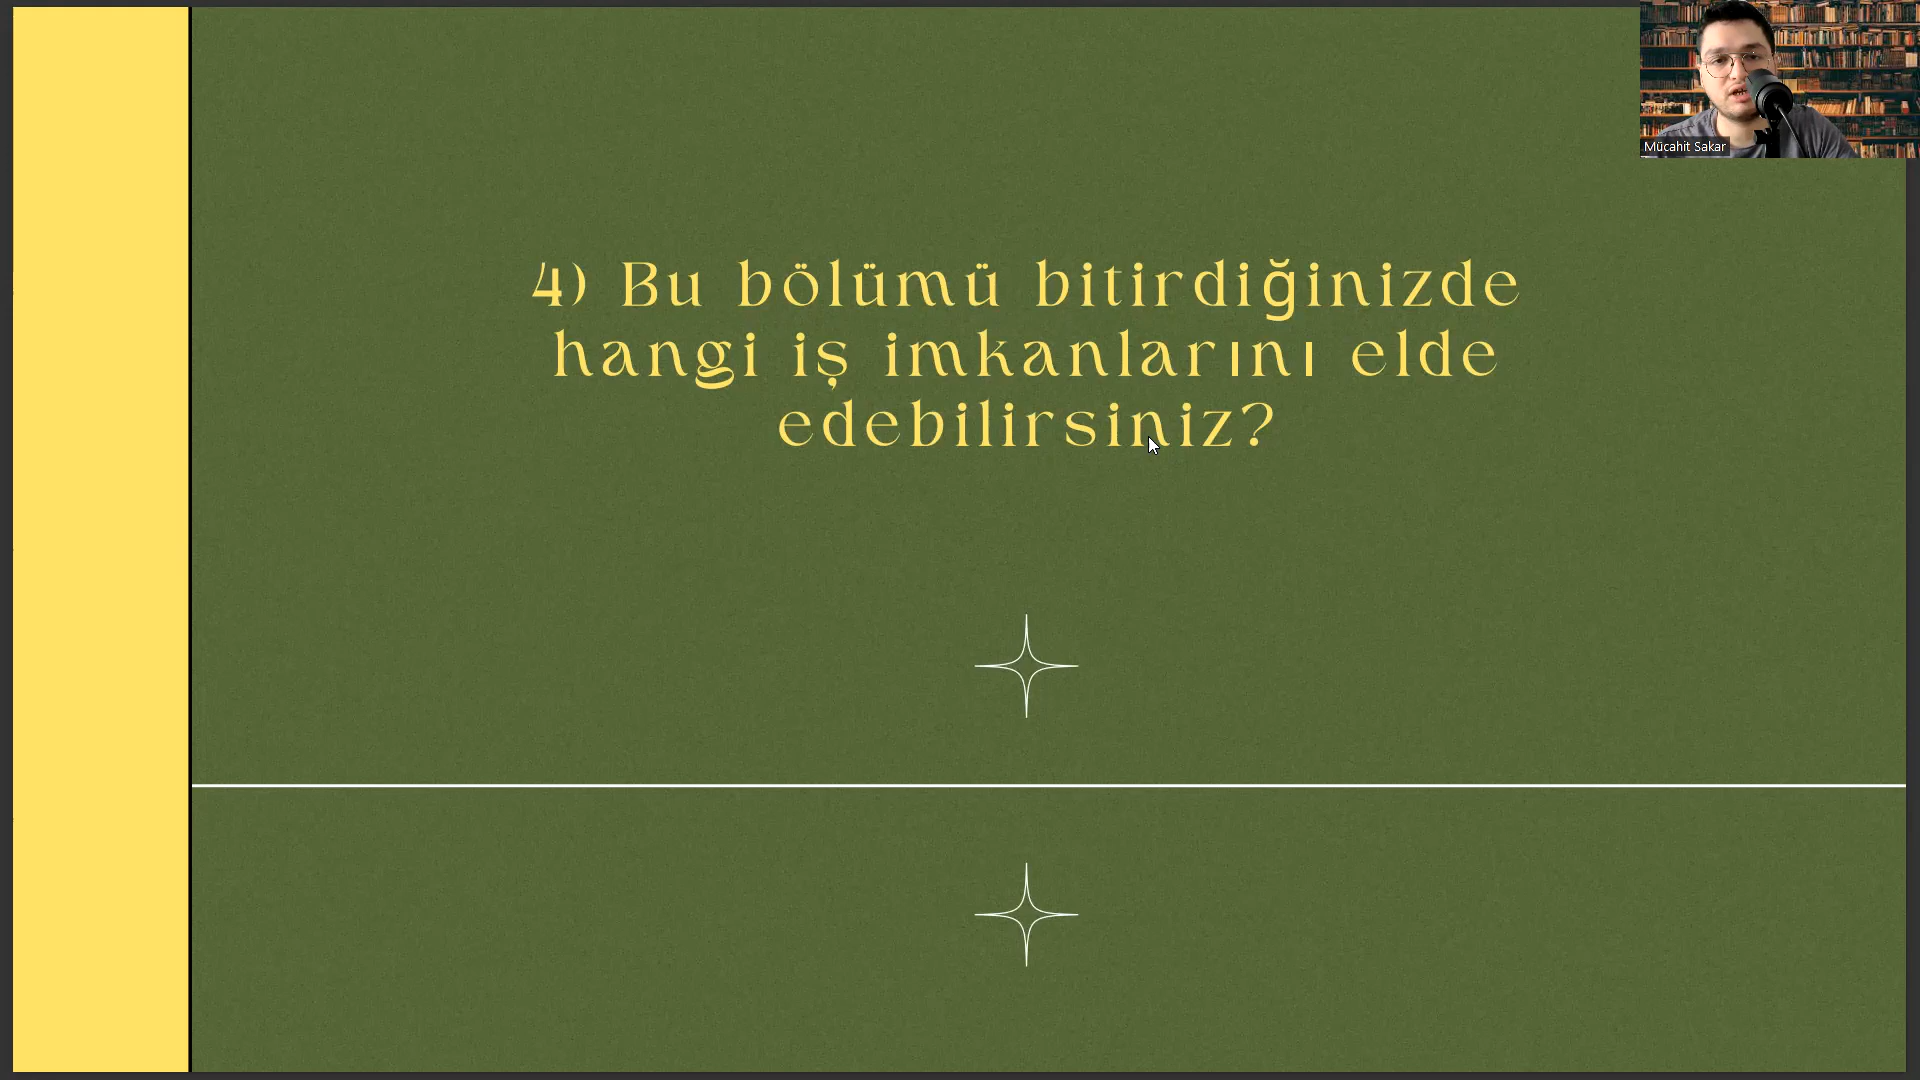 4) Bu bölümü bitirdiğinizde
hangi iş imkanlarını elde
edebilirsiniz?
Mücahit Sakar